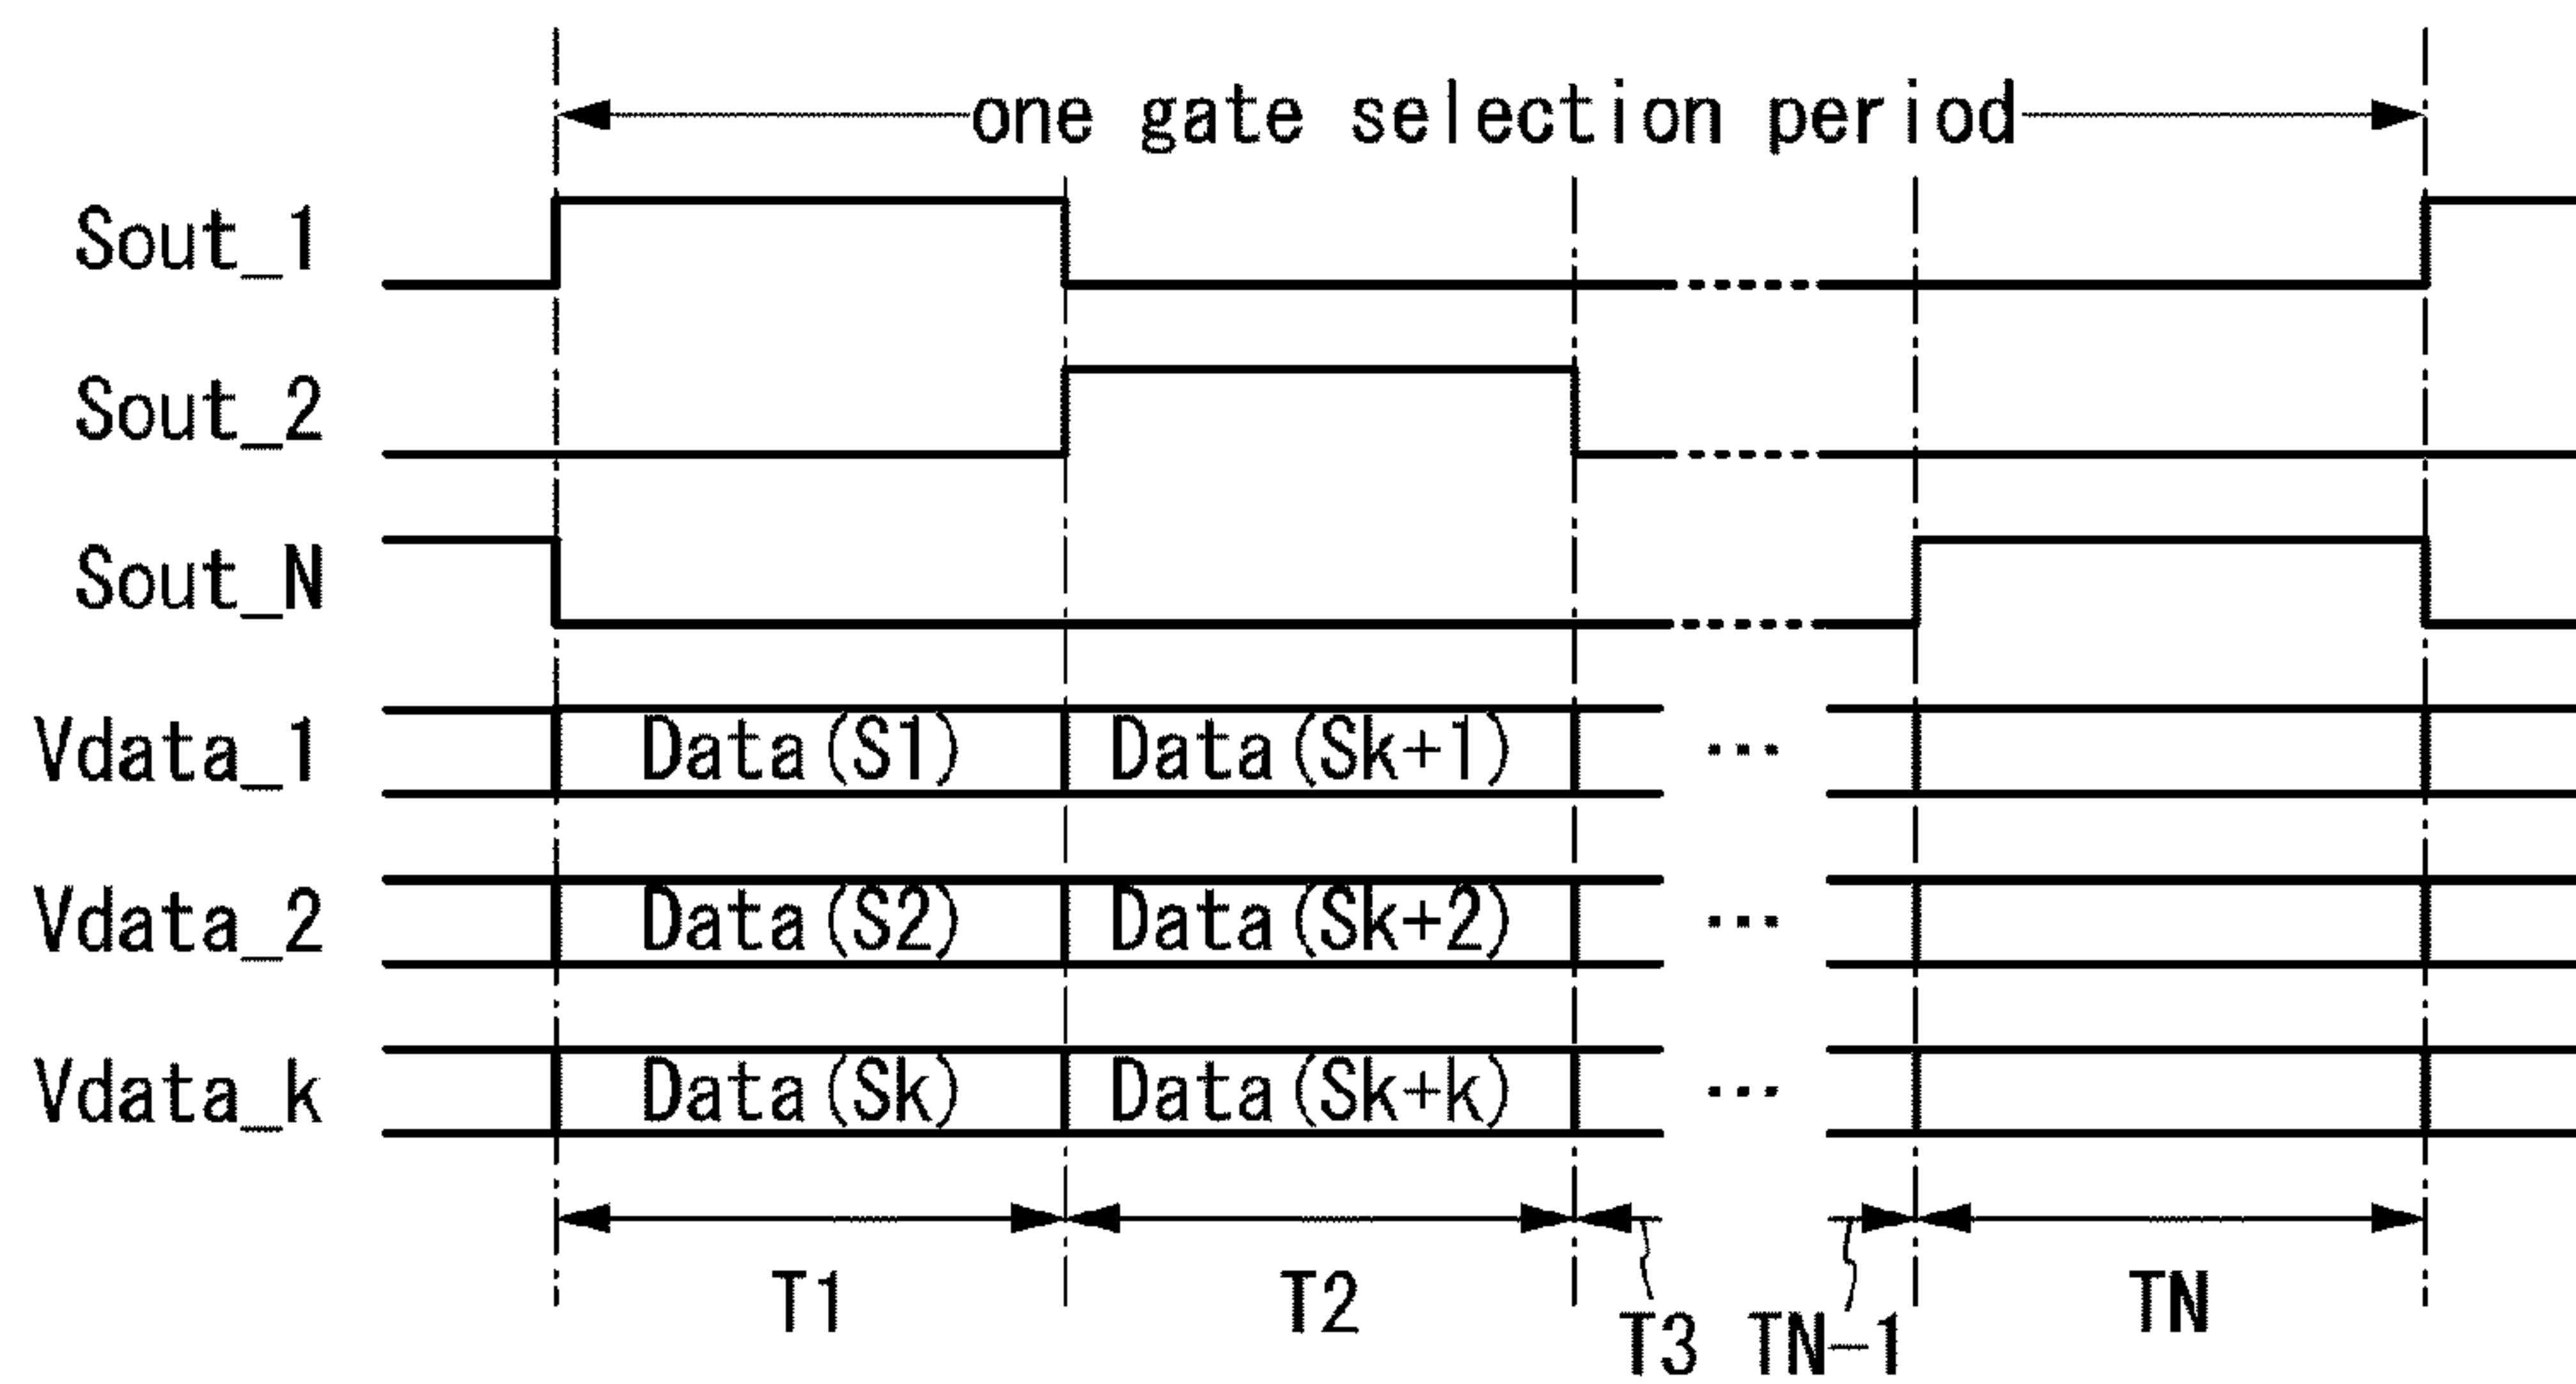 one gate selection period
Sout_1
Sout_2
Sout_N
Vdata_1 Data(S1) Data(Sk+1) ...
Vdata_2 Data(S2) Data(Sk+2) ...
Vdata_k Data(Sk) Data(Sk+k) ...
T1 T2 T3 TN-1 TN